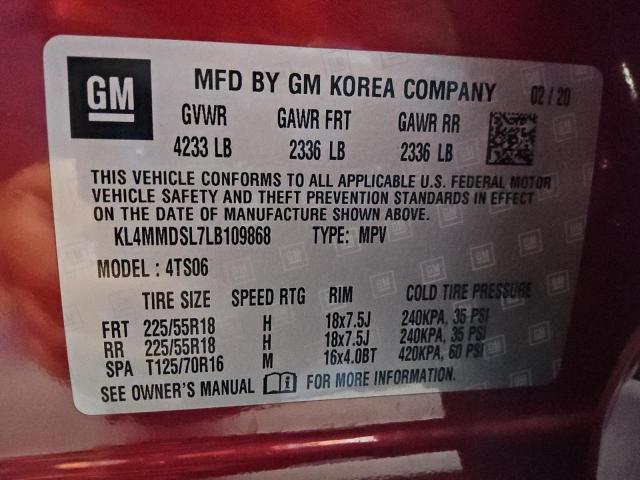 GM MFD BY GM KOREA COMPANY 02 / 20
GVWR GAWR FRT GAWR RR
4233 LB 2336 LB 2336 LB
THIS VEHICLE CONFORMS TO ALL APPLICABLE U.S. FEDERAL MOTOR
VEHICLE SAFETY AND THEFT PREVENTION STANDARDS IN EFFECT
ON THE DATE OF MANUFACTURE SHOWN ABOVE.
KL4MMDSL7LB109868 TYPE: MPV
MODEL : 4TS06
TIRE SIZE SPEED RTG RIM COLD TIRE PRESSURE
FRT 225/55R18 H 18x7.5J 240KPA, 35 PSI
RR 225/55R18 H 18x7.5J 240KPA, 35 PSI
SPA T125/70R16 M 16x4.0BT 420KPA, 60 PSI
SEE OWNER'S MANUAL FOR MORE INFORMATION.